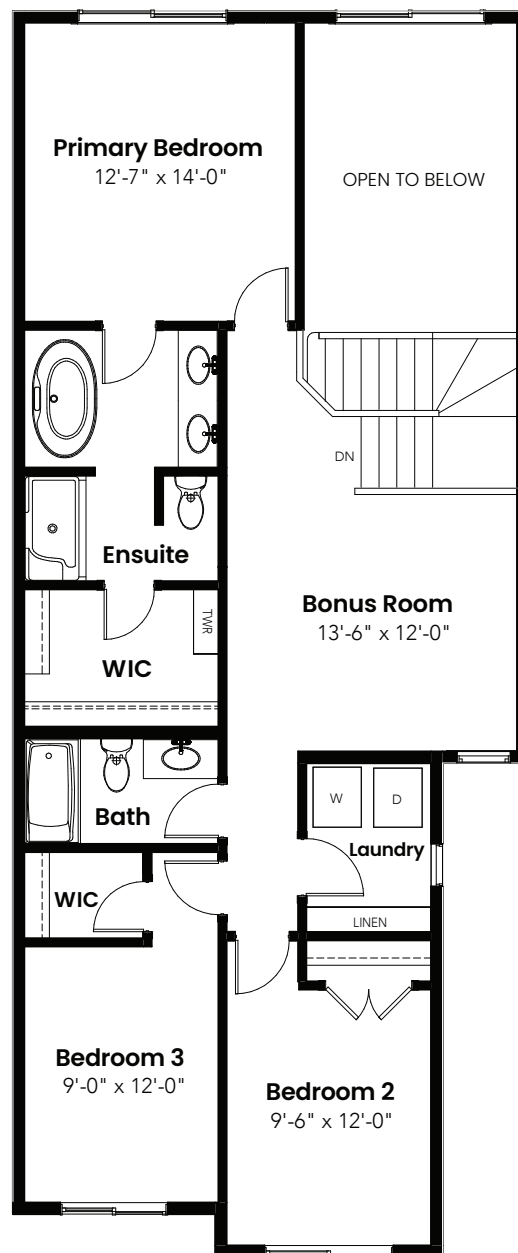 Primary Bedroom
12'-7" x 14'-0"
OPEN TO BELOW
DN
Ensuite
TWR
Bonus Room
13'-6" x 12'-0"
WIC
W
D
Bath
Laundry
WIC
LINEN
Bedroom 3
9'-0" x 12'-0"
Bedroom 2
9'-6" x 12'-0"